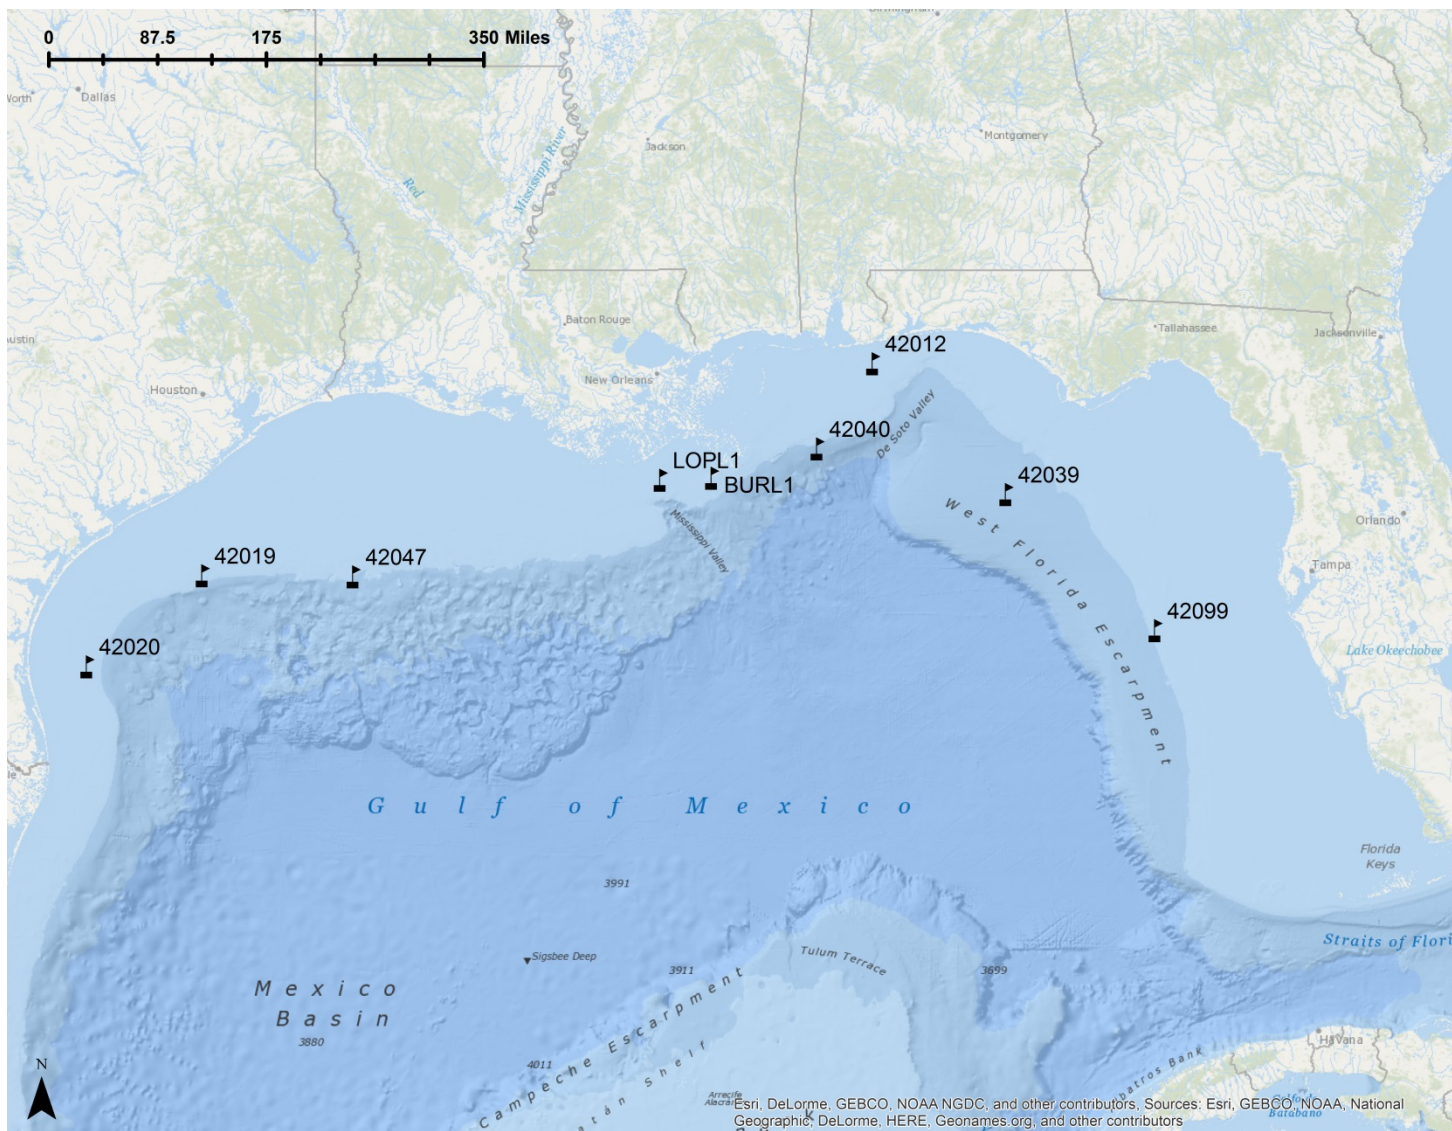 0 87.5 175 350 Miles
Dallas
Jackson
Montgomery
Red
Mississippi River
Baton Rouge
Tallahassee
Jacksonville
Houston
New Orleans
42012
42040
De Soto Valley
LOPL1
BURL1
42039
Mississippi Valley
West Florida Escarpment
Orlando
Tampa
42019
42047
42099
42020
Lake Okeechobee
Gulf of Mexico
Florida
Keys
3991
Straits of Flori
Sigsbee Deep
3911
Tulum Terrace
3699
Mexico
Basin
3880
4011
Campeche Escarpment
Shelf
Havana
Bank
N
Esri, DeLorme, GEBCO, NOAA NGDC, and other contributors, Sources: Esri, GEBCO, NOAA, National
Geographic, DeLorme, HERE, Geonames.org, and other contributors